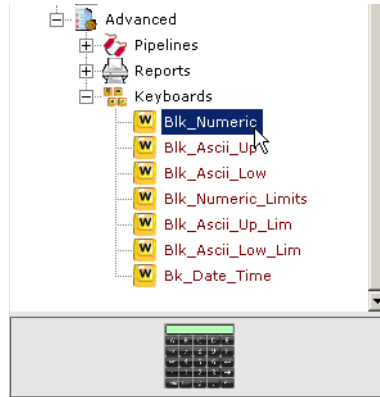 Advanced
Pipelines
Reports
Keyboards
Blk_Numeric
Blk_Ascii_Up
Blk_Ascii_Low
Blk_Numeric_Limits
Blk_Ascii_Up_Lim
Blk_Ascii_Low_Lim
Bk_Date_Time